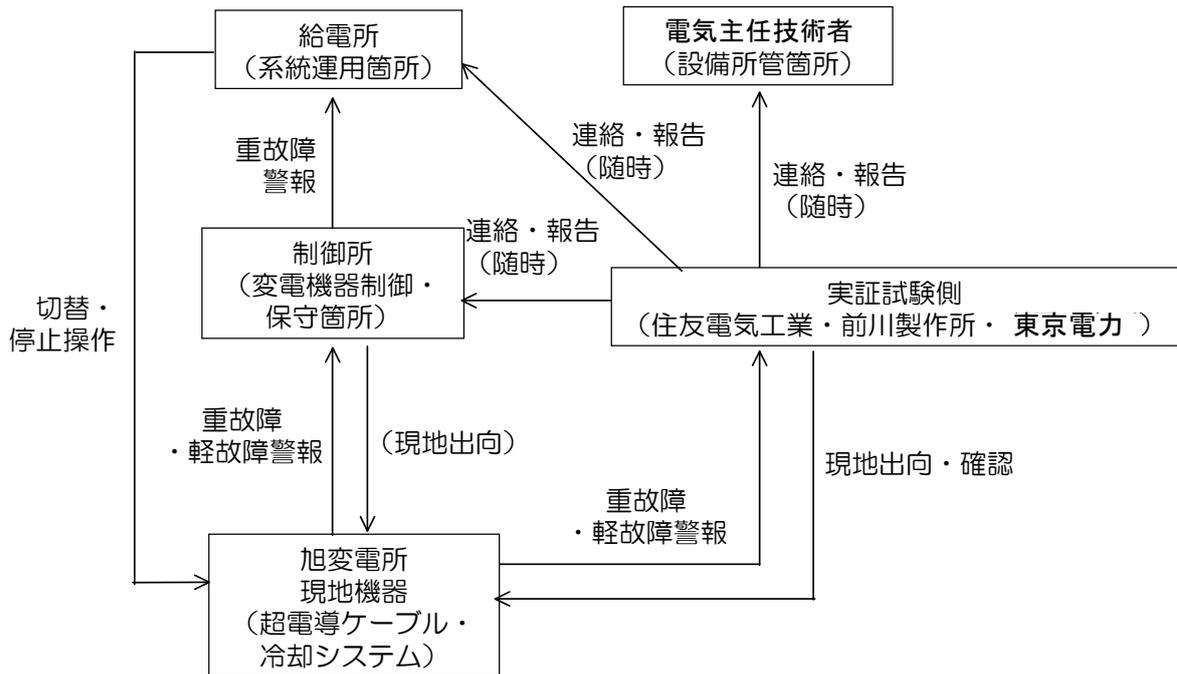 給電所
（系統運用箇所）
電気主任技術者
（設備所管箇所）
連絡・報告
（随時）
重故障
警報
連絡・報告
（随時）
連絡・報告
（随時）
制御所
（変電機器制御・
保守箇所）
実証試験側
（住友電気工業・前川製作所・ 東京電力 ）
切替・
停止操作
重故障
・軽故障警報
（現地出向）
現地出向・確認
重故障
・軽故障警報
旭変電所
現地機器
（超電導ケーブル・
冷却システム）